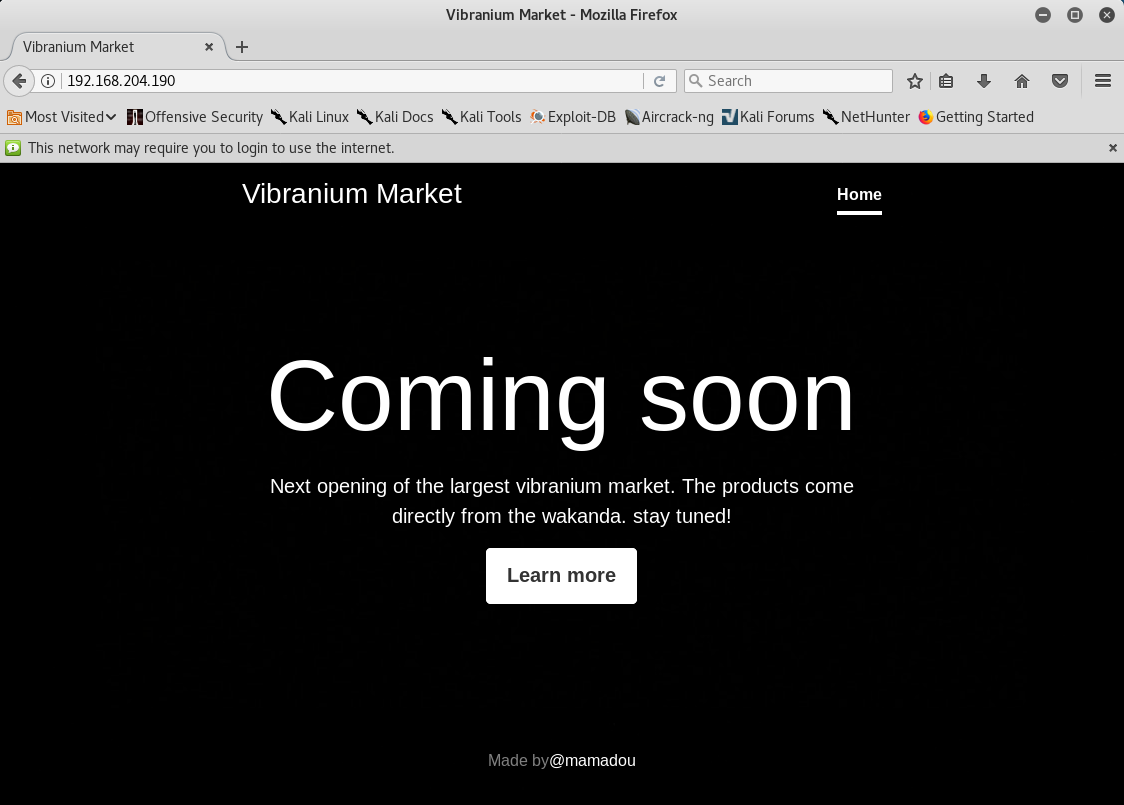 Vibranium Market - Mozilla Firefox
Vibranium Market
192.168.204.190
Search
Most Visited Offensive Security Kali Linux Kali Docs Kali Tools Exploit-DB Aircrack-ng Kali Forums NetHunter Getting Started
This network may require you to login to use the internet.
Vibranium Market
Home
Coming soon
Next opening of the largest vibranium market. The products come
directly from the wakanda. stay tuned!
Learn more
Made by@mamadou